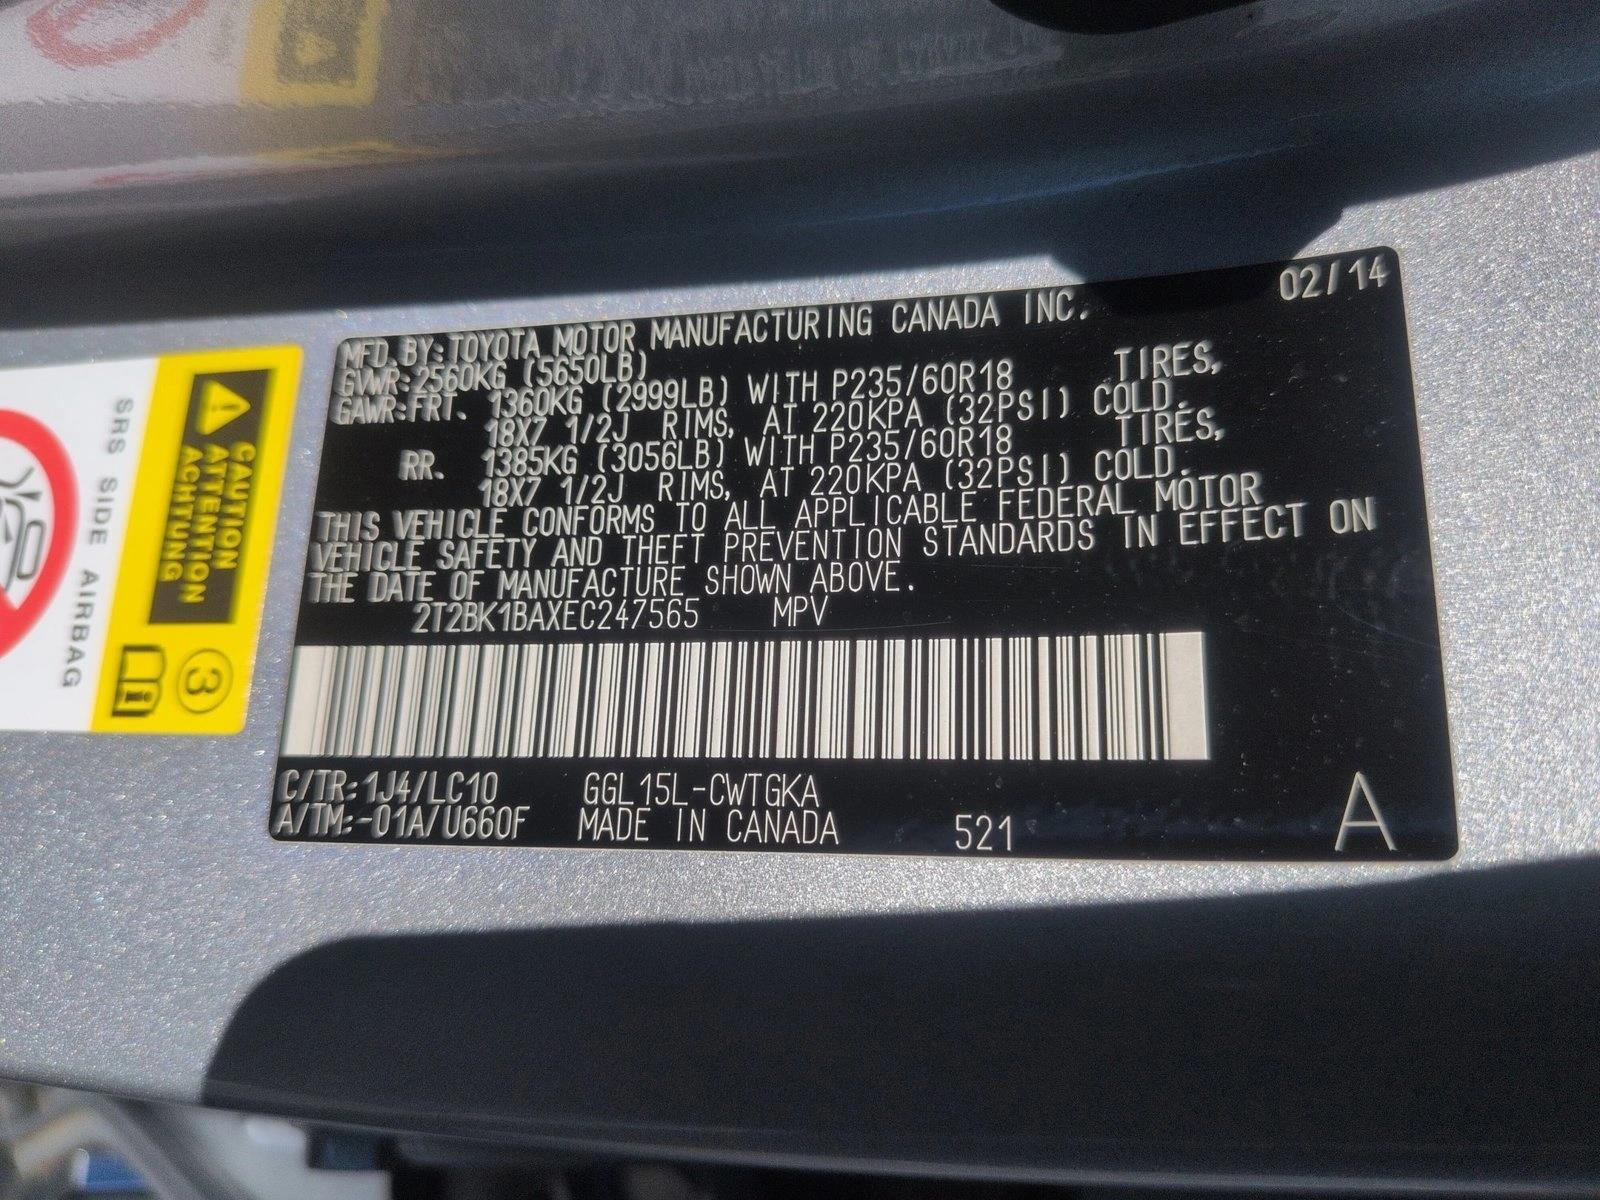 02/14
MFD. BY: TOYOTA MOTOR MANUFACTURING CANADA INC.
GVWR: 2560KG (5650LB)
GAWR: FRT. 1360KG (2999LB) WITH P235/60R18 TIRES,
18X7 1/2J RIMS, AT 220KPA (32PSI) COLD.
RR. 1385KG (3056LB) WITH P235/60R18 TIRES,
18X7 1/2J RIMS, AT 220KPA (32PSI) COLD.
THIS VEHICLE CONFORMS TO ALL APPLICABLE FEDERAL MOTOR
VEHICLE SAFETY AND THEFT PREVENTION STANDARDS IN EFFECT ON
THE DATE OF MANUFACTURE SHOWN ABOVE.
2T2BK1BAXEC247565 MPV
C/TR: 1J4/LC10 GGL15L-CWTGKA
A/TM: -01A/U660F MADE IN CANADA 521
A
CAUTION
ATTENTION
ACHTUNG
SRS SIDE AIRBAG
3
i